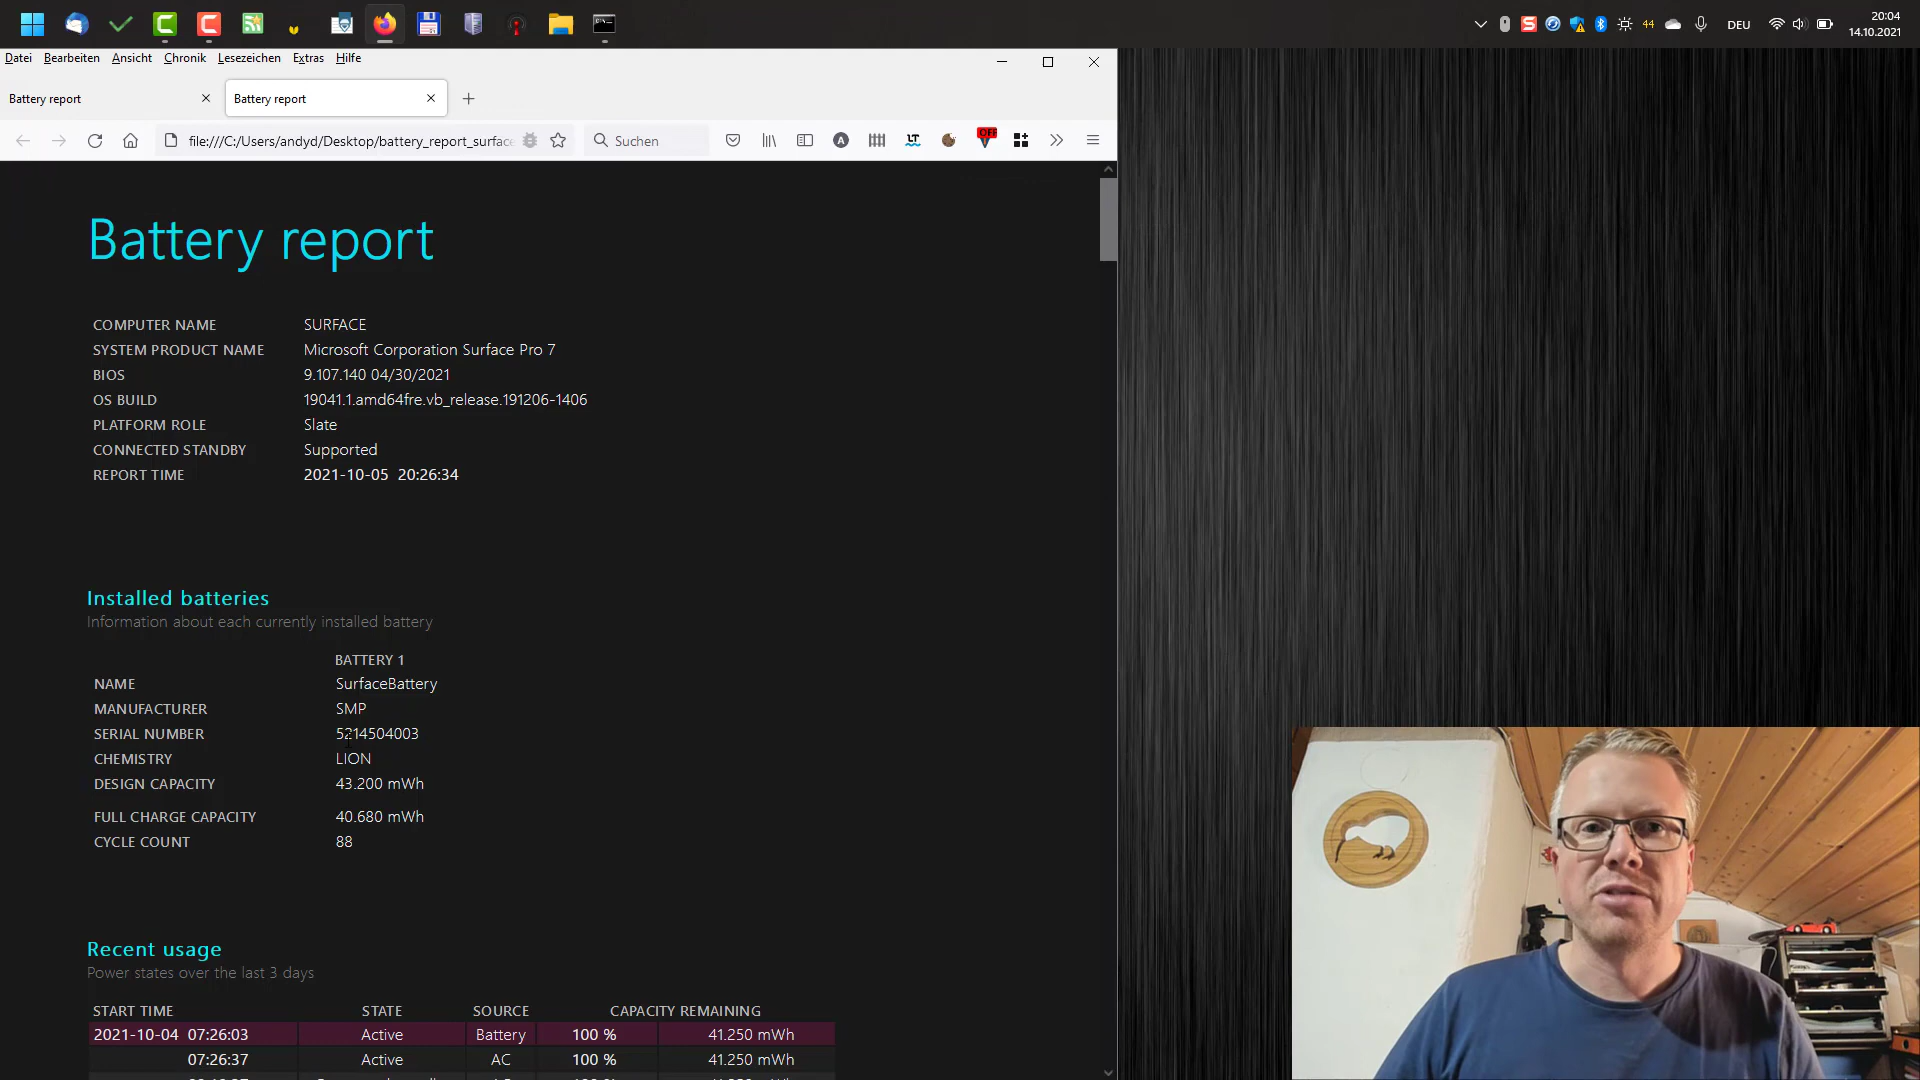 44
DEU
20:04
14.10.2021
Datei Bearbeiten Ansicht Chronik Lesezeichen Extras Hilfe
Battery report
Battery report
file:///C:/Users/andyd/Desktop/battery_report_surface
Suchen
A
LT
OFF
Battery report
COMPUTER NAME SURFACE
SYSTEM PRODUCT NAME Microsoft Corporation Surface Pro 7
BIOS 9.107.140 04/30/2021
OS BUILD 19041.1.amd64fre.vb_release.191206-1406
PLATFORM ROLE Slate
CONNECTED STANDBY Supported
REPORT TIME 2021-10-05 20:26:34
Installed batteries
Information about each currently installed battery
BATTERY 1
NAME SurfaceBattery
MANUFACTURER SMP
SERIAL NUMBER 5214504003
CHEMISTRY LION
DESIGN CAPACITY 43.200 mWh
FULL CHARGE CAPACITY 40.680 mWh
CYCLE COUNT 88
Recent usage
Power states over the last 3 days
START TIME STATE SOURCE CAPACITY REMAINING
2021-10-04 07:26:03 Active Battery 100 % 41.250 mWh
07:26:37 Active AC 100 % 41.250 mWh